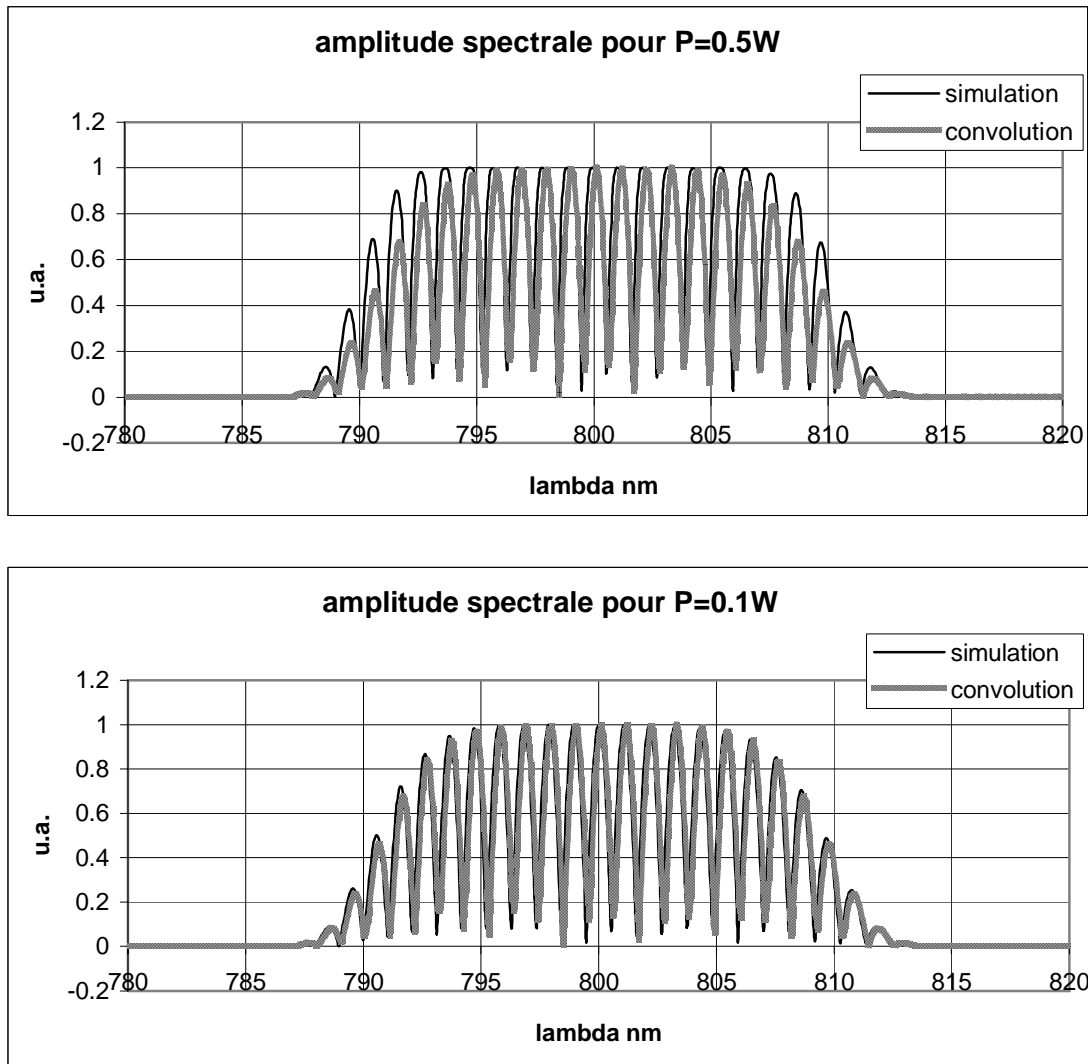 amplitude spectrale pour P=0.5W
simulation
convolution
1.2
1
0.8
0.6
0.4
0.2
0
-0.2
u.a.
780 785 790 795 800 805 810 815 820
lambda nm
amplitude spectrale pour P=0.1W
simulation
convolution
1.2
1
0.8
0.6
0.4
0.2
0
-0.2
u.a.
780 785 790 795 800 805 810 815 820
lambda nm